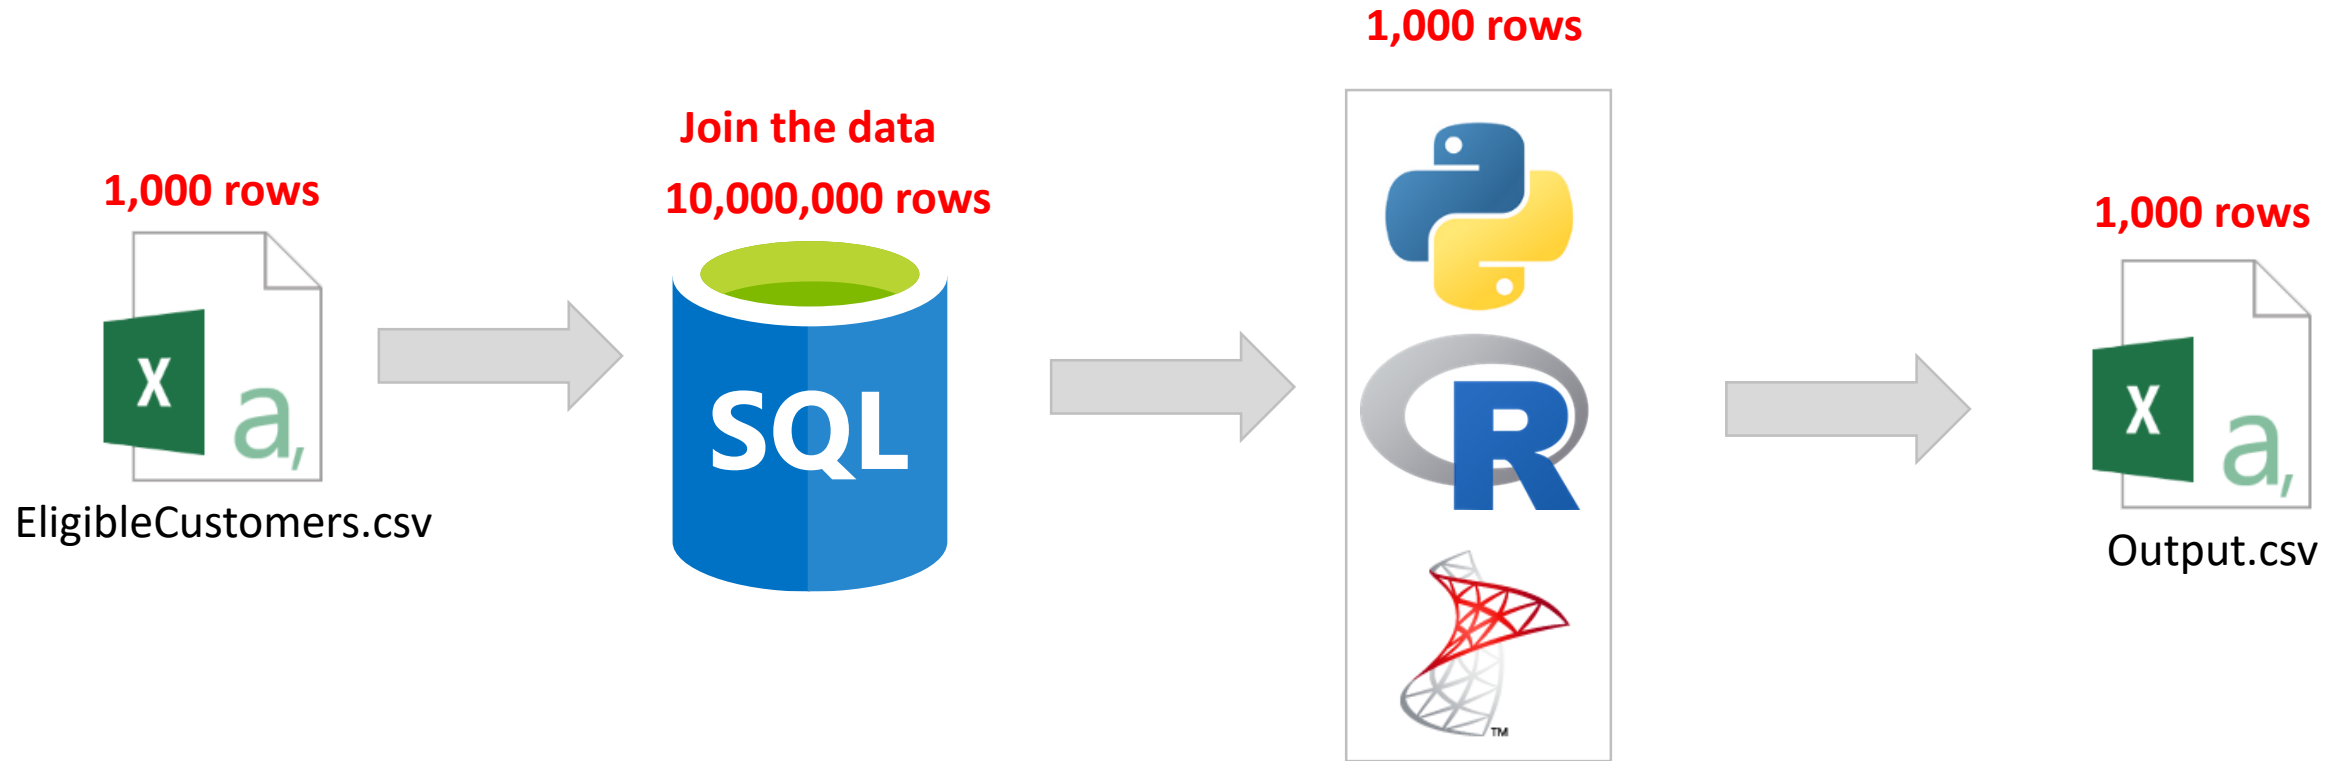 1,000 rows
X
a,
EligibleCustomers.csv
Join the data
10,000,000 rows
SQL
1,000 rows
R
TM
1,000 rows
X
a,
Output.csv